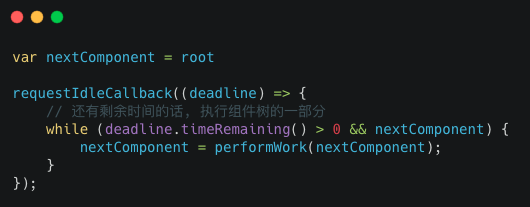 var nextComponent = root
requestIdleCallback((deadline) => {
// 还有剩余时间的话, 执行组件树的一部分
while (deadline.timeRemaining() > 0 && nextComponent) {
nextComponent = performWork(nextComponent);
}
});